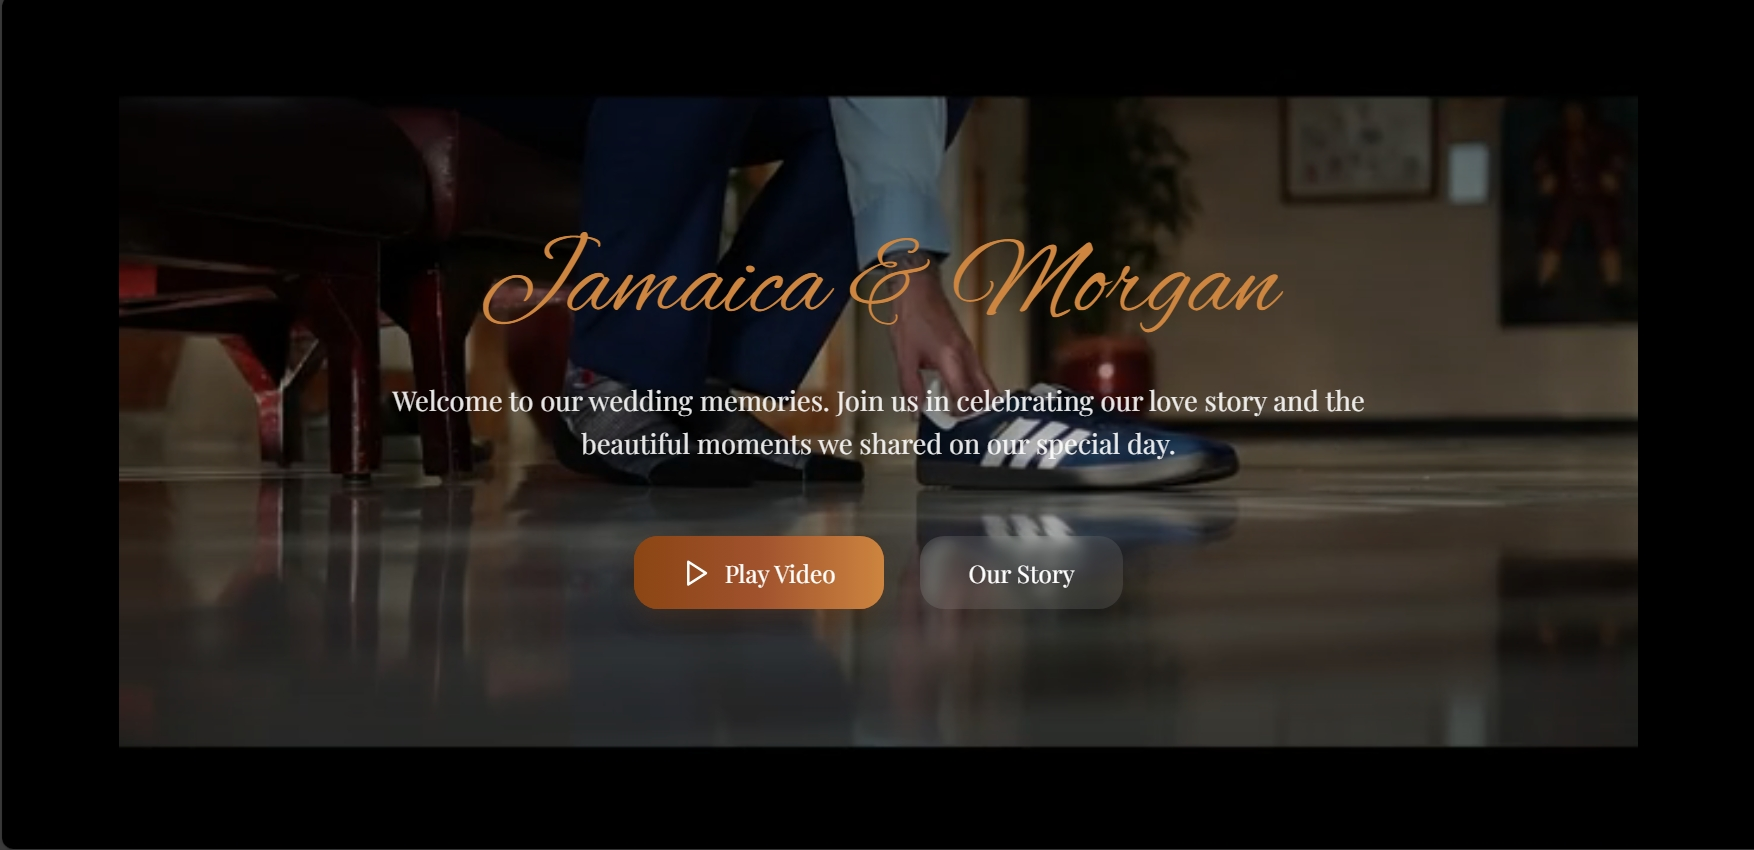 Jamaica & Morgan
Welcome to our wedding memories. Join us in celebrating our love story and the
beautiful moments we shared on our special day.
Play Video
Our Story